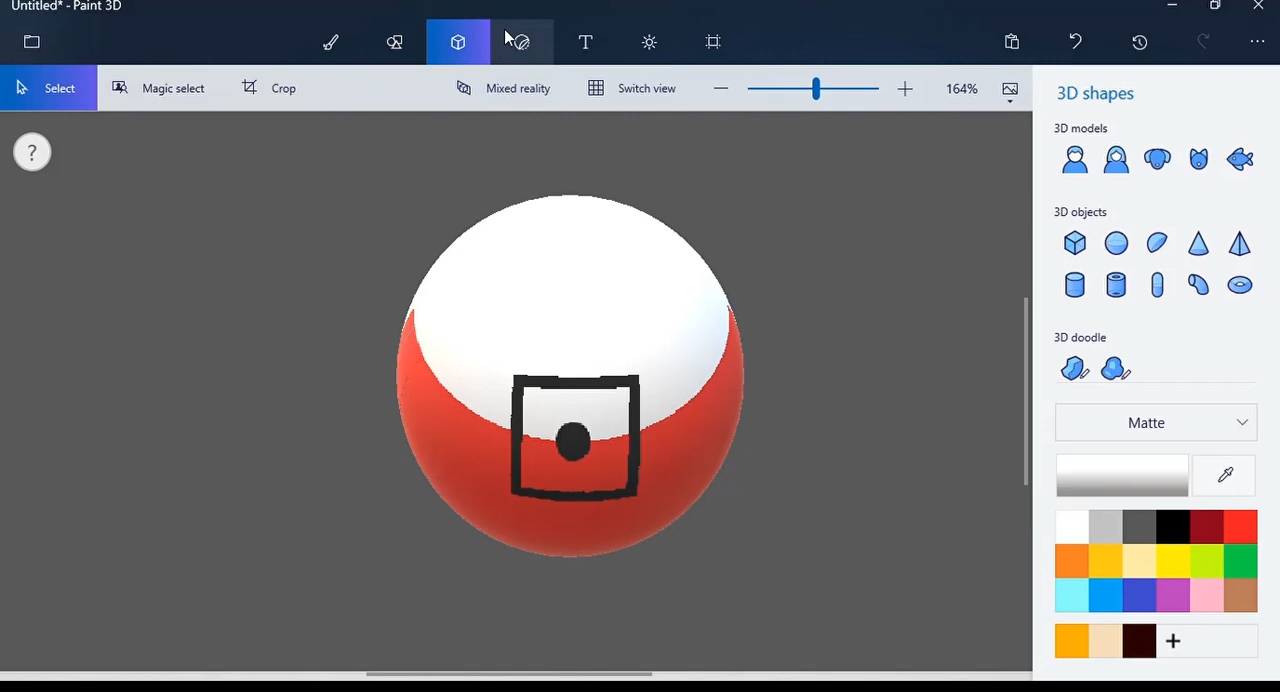 Untitled* - Paint 3D
Select
Magic select
Crop
Mixed reality
Switch view
164%
3D shapes
3D models
?
3D objects
3D doodle
Matte